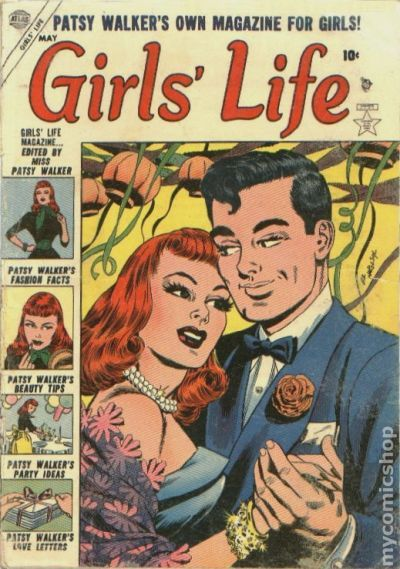 ATLAS
GIRLS' LIFE
PATSY WALKER'S OWN MAGAZINE FOR GIRLS!
MAY
10¢
Girls' Life
GIRLS' LIFE
MAGAZINE...
EDITED BY
MISS
PATSY WALKER
PATSY WALKER'S
FASHION FACTS
PATSY WALKER'S
BEAUTY TIPS
PATSY WALKER'S
PARTY IDEAS
PATSY WALKER'S
LOVE LETTERS
mycomicshop